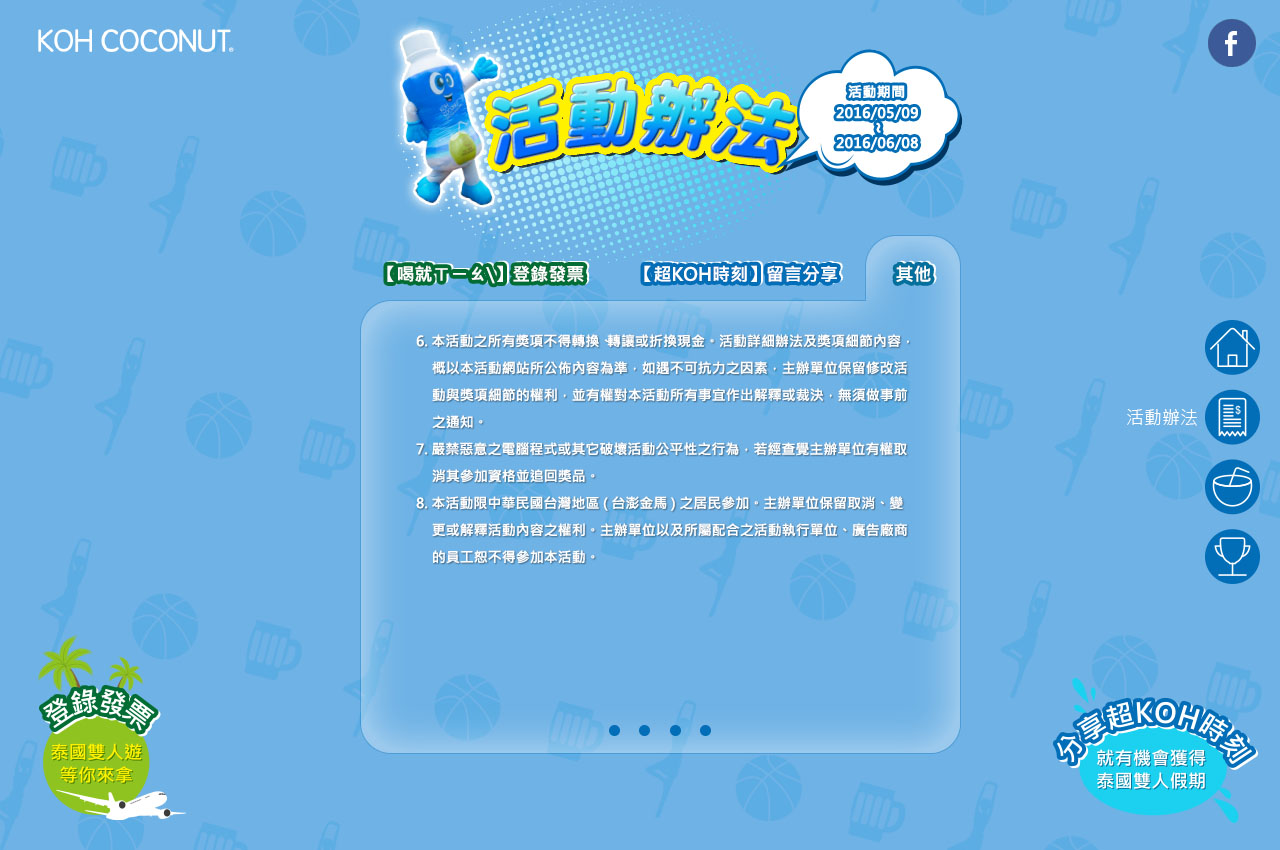 KOH COCONUT®
活動辦法
活動期間
2016/05/09
~
2016/06/08
【喝就ㄒㄧㄠˋ】登錄發票
【超KOH時刻】留言分享
其他
6. 本活動之所有獎項不得轉換、轉讓或折換現金。活動詳細辦法及獎項細節內容,
概以本活動網站所公佈內容為準,如遇不可抗力之因素,主辦單位保留修改活
動與獎項細節的權利,並有權對本活動所有事宜作出解釋或裁決,無須做事前
之通知。
7. 嚴禁惡意之電腦程式或其它破壞活動公平性之行為,若經查覺主辦單位有權取
消其參加資格並追回獎品。
8. 本活動限中華民國台灣地區 ( 台澎金馬 ) 之居民參加。主辦單位保留取消、變
更或解釋活動內容之權利。主辦單位以及所屬配合之活動執行單位、廣告廠商
的員工恕不得參加本活動。
活動辦法
$
登錄發票
泰國雙人遊
等你來拿
分享超KOH時刻
就有機會獲得
泰國雙人假期